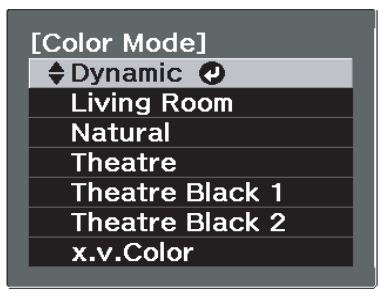 [Color Mode]
Dynamic
Living Room
Natural
Theatre
Theatre Black 1
Theatre Black 2
x.v.Color